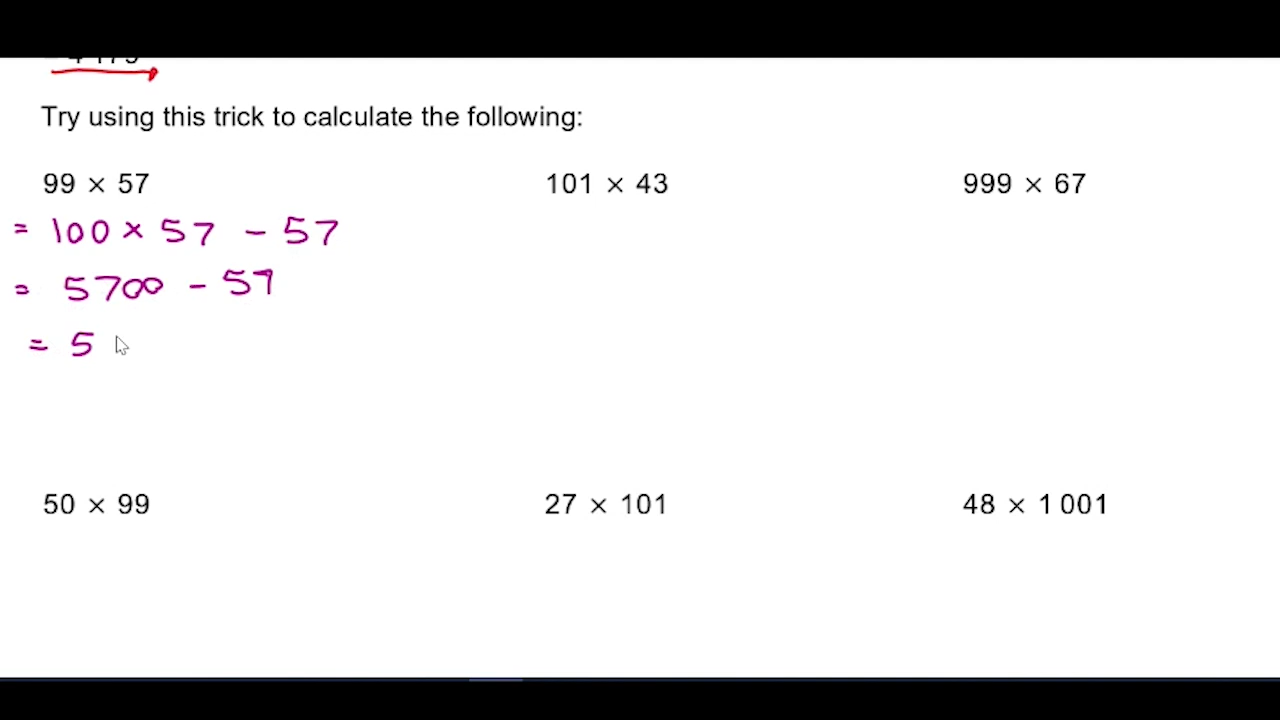 Try using this trick to calculate the following:
99 × 57
= 100 × 57 - 57
= 5700 - 57
= 5
101 × 43
999 × 67
50 × 99
27 × 101
48 × 1 001